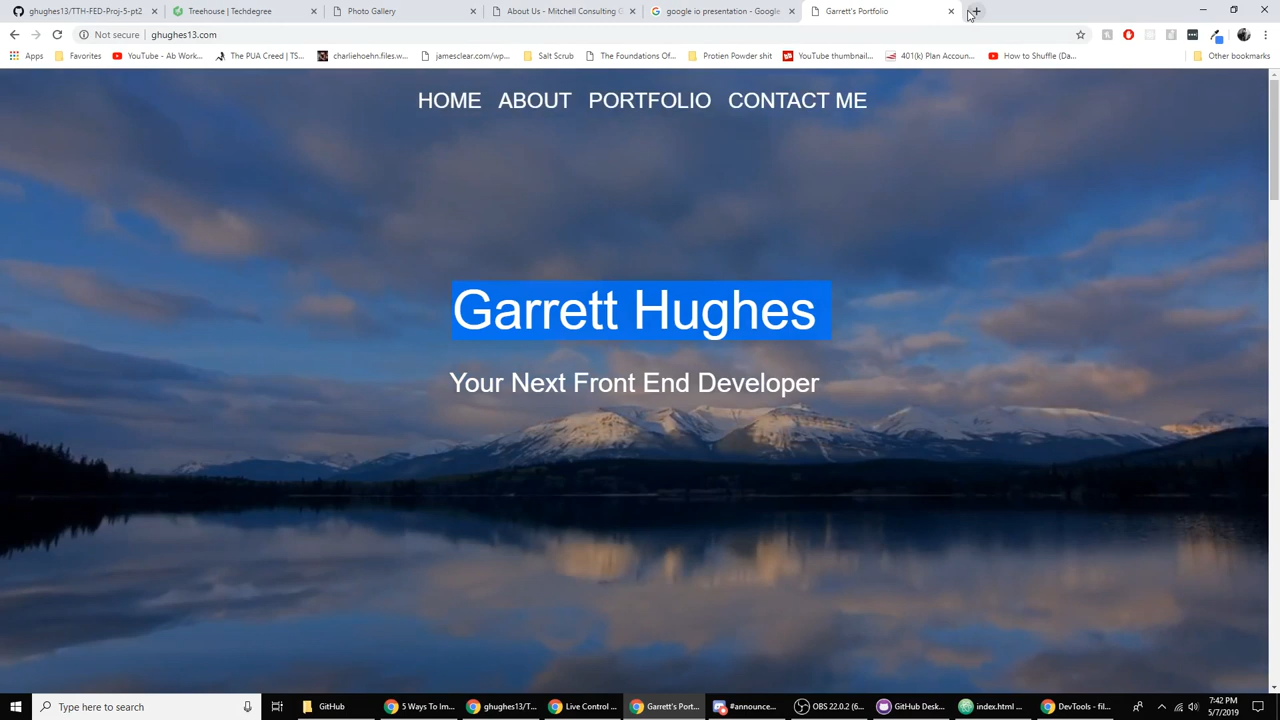 ghughes13/TTH-FED-Proj-5-pt2
Treehouse | Techdegree
Photo Gallery
About Us - Mitchell Consulting G
google io presentation - Google
Garrett's Portfolio
Not secure
ghughes13.com
Apps
Favorites
YouTube - Ab Work...
The PUA Creed | TS...
charliehoehn.files.w...
jamesclear.com/wp...
Salt Scrub
The Foundations Of...
Protien Powder shit
YouTube thumbnail...
401(k) Plan Accoun...
How to Shuffle (Da...
Other bookmarks
HOME ABOUT PORTFOLIO CONTACT ME
Garrett Hughes
Your Next Front End Developer
Type here to search
GitHub
5 Ways To Im...
ghughes13/T...
Live Control ...
Garrett's Port...
#announce...
OBS 22.0.2 (6...
GitHub Desk...
index.html ...
DevTools - fil...
7:42 PM
5/7/2019